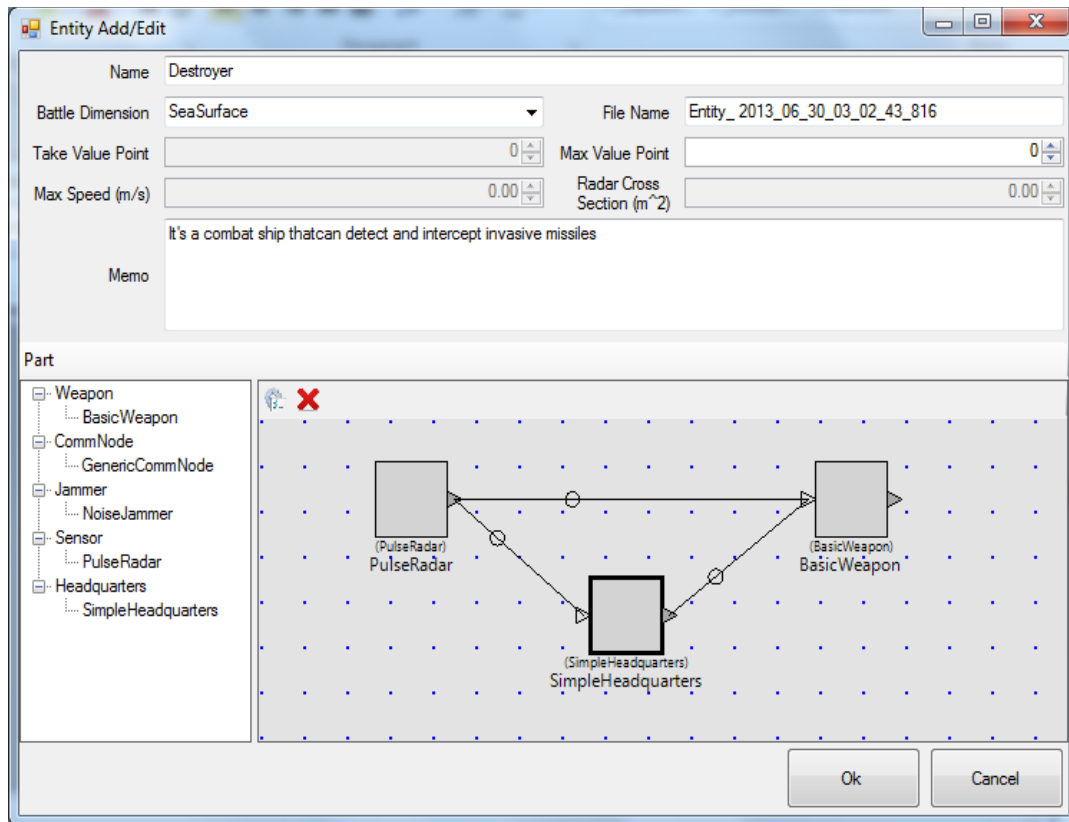 Entity Add/Edit
Name Destroyer
Battle Dimension SeaSurface File Name Entity_ 2013_06_30_03_02_43_816
Take Value Point 0 Max Value Point 0
Max Speed (m/s) 0.00 Radar Cross
Section (m^2) 0.00
It's a combat ship thatcan detect and intercept invasive missiles
Memo
Part
Weapon
BasicWeapon
CommNode
GenericCommNode
Jammer
NoiseJammer
Sensor
PulseRadar
Headquarters
SimpleHeadquarters
(PulseRadar)
PulseRadar
(BasicWeapon)
BasicWeapon
(SimpleHeadquarters)
SimpleHeadquarters
Ok Cancel